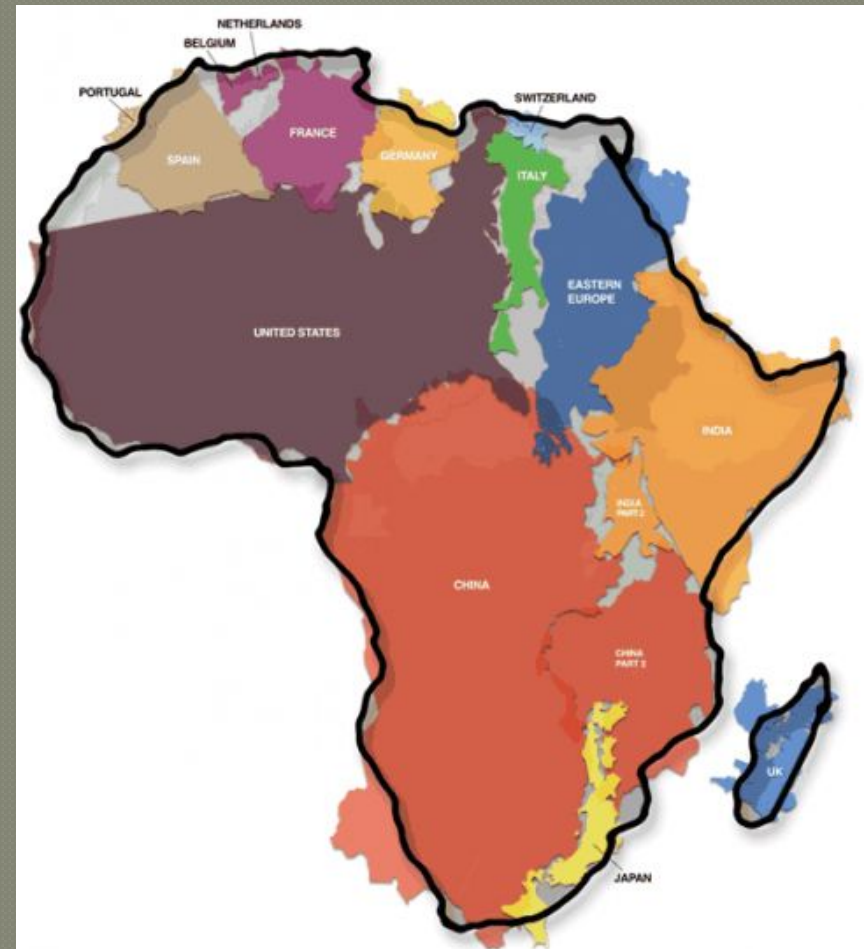 NETHERLANDS
BELGIUM
PORTUGAL
SWITZERLAND
FRANCE
SPAIN
GERMANY
ITALY
EASTERN
EUROPE
UNITED STATES
INDIA
INDIA
PART 2
CHINA
CHINA
PART 2
UK
JAPAN